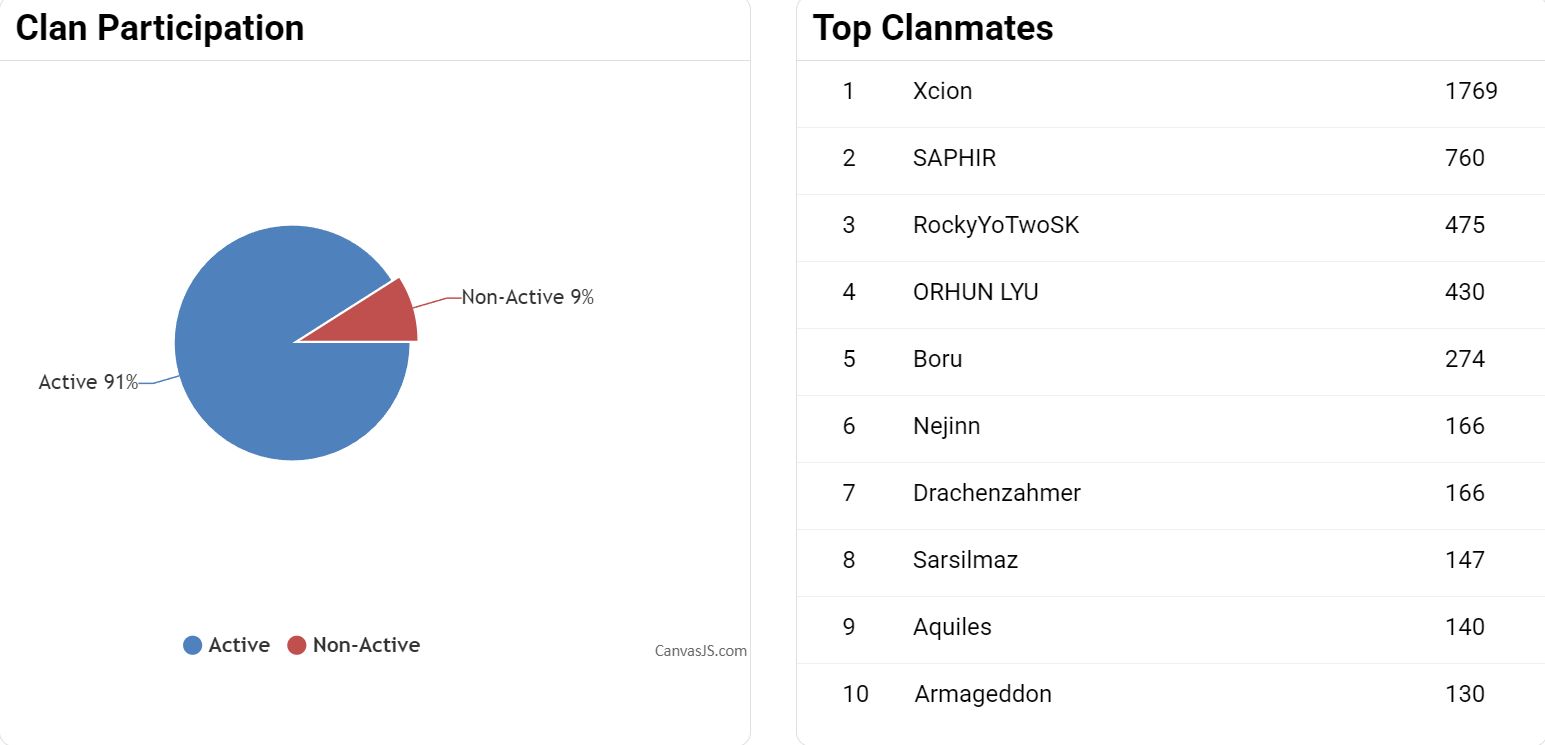 Clan Participation
Non-Active 9%
Active 91%
Active Non-Active
CanvasJS.com
Top Clanmates
1 Xcion 1769
2 SAPHIR 760
3 RockyYoTwoSK 475
4 ORHUN LYU 430
5 Boru 274
6 Nejinn 166
7 Drachenzahmer 166
8 Sarsilmaz 147
9 Aquiles 140
10 Armageddon 130